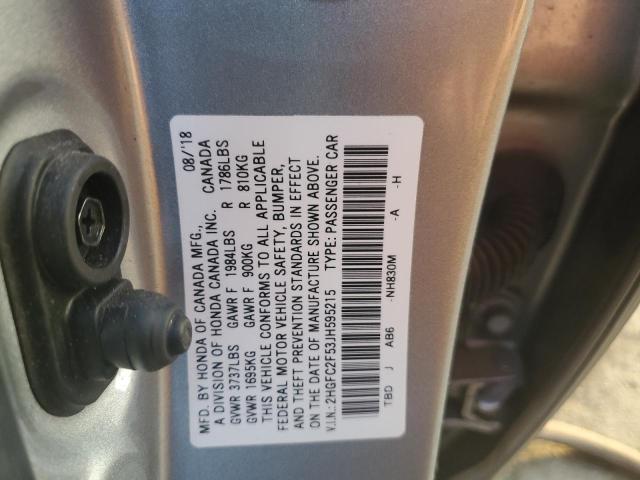 MFD. BY HONDA OF CANADA MFG., 08/'18
A DIVISION OF HONDA CANADA INC. CANADA
GVWR 3737LBS GAWR F 1984LBS R 1786LBS
GVWR 1695KG GAWR F 900KG R 810KG
THIS VEHICLE CONFORMS TO ALL APPLICABLE
FEDERAL MOTOR VEHICLE SAFETY, BUMPER,
AND THEFT PREVENTION STANDARDS IN EFFECT
ON THE DATE OF MANUFACTURE SHOWN ABOVE.
V.I.N.: 2HGFC2F53JH595215 TYPE: PASSENGER CAR
TBD J AB6 -NH830M -A -H